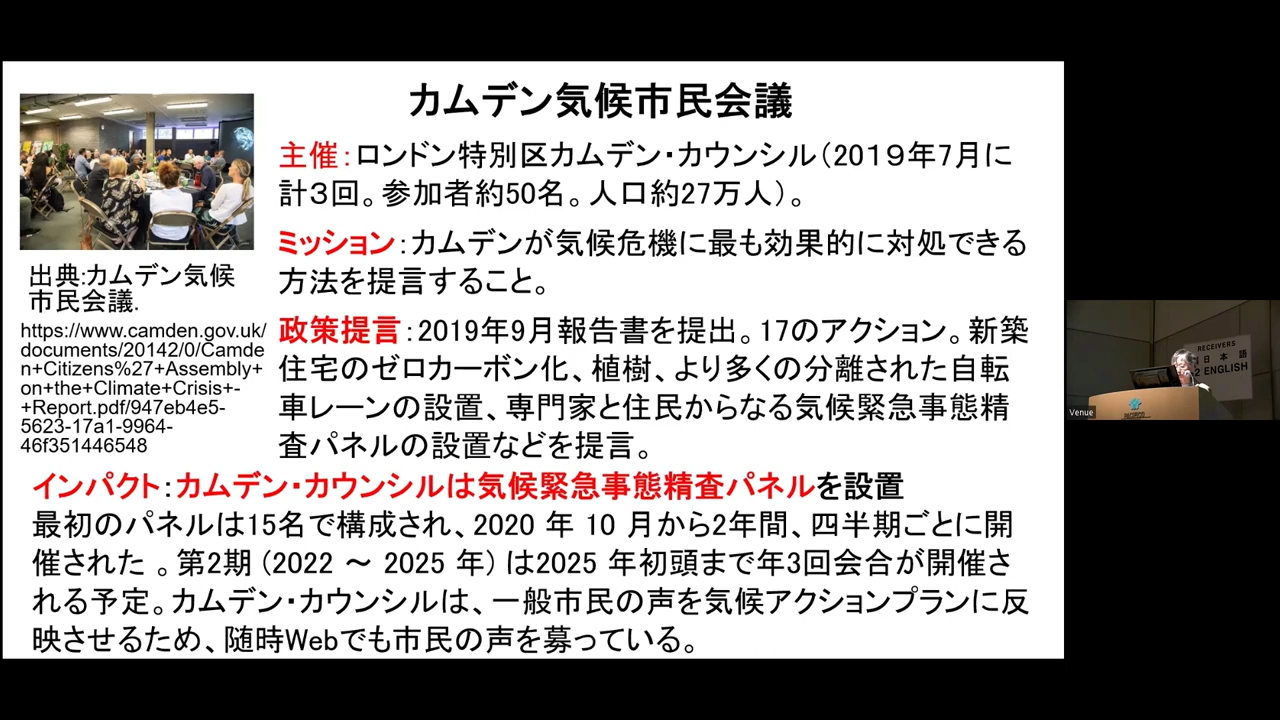 カムデン気候市民会議
主催：ロンドン特別区カムデン・カウンシル（2019年7月に
計３回。参加者約50名。人口約27万人）。
ミッション：カムデンが気候危機に最も効果的に対処できる
方法を提言すること。
政策提言：2019年9月報告書を提出。17のアクション。新築
住宅のゼロカーボン化、植樹、より多くの分離された自転
車レーンの設置、専門家と住民からなる気候緊急事態精
査パネルの設置などを提言。
出典:カムデン気候
市民会議.
https://www.camden.gov.uk/
documents/20142/0/Camde
n+Citizens%27+Assembly+
on+the+Climate+Crisis+-
+Report.pdf/947eb4e5-
5623-17a1-9964-
46f351446548
インパクト：カムデン・カウンシルは気候緊急事態精査パネルを設置
最初のパネルは15名で構成され、2020 年 10 月から2年間、四半期ごとに開
催された 。第2期 (2022 ～ 2025 年) は2025 年初頭まで年3回会合が開催さ
れる予定。カムデン・カウンシルは、一般市民の声を気候アクションプランに反
映させるため、随時Webでも市民の声を募っている。
RECEIVERS
日 本 語
2 ENGLISH
Venue